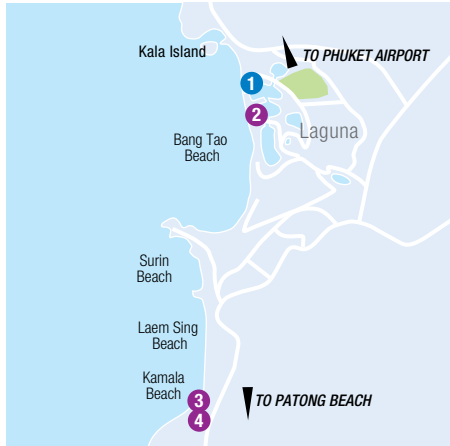 Kala Island
TO PHUKET AIRPORT
1
2
Laguna
Bang Tao
Beach
Surin
Beach
Laem Sing
Beach
Kamala
Beach
3
4
TO PATONG BEACH